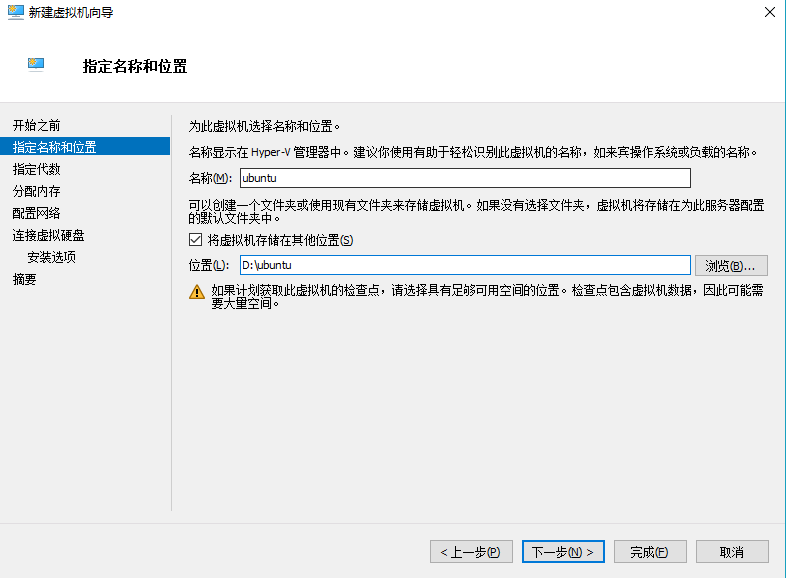 新建虚拟机向导
指定名称和位置
开始之前
指定名称和位置
指定代数
分配内存
配置网络
连接虚拟硬盘
安装选项
摘要
为此虚拟机选择名称和位置。
名称显示在 Hyper-V 管理器中。建议你使用有助于轻松识别此虚拟机的名称，如来宾操作系统或负载的名称。
名称(M): ubuntu
可以创建一个文件夹或使用现有文件夹来存储虚拟机。如果没有选择文件夹，虚拟机将存储在为此服务器配置
的默认文件夹中。
将虚拟机存储在其他位置(S)
位置(L): D:\ubuntu 浏览(B)...
如果计划获取此虚拟机的检查点，请选择具有足够可用空间的位置。检查点包含虚拟机数据，因此可能需
要大量空间。
< 上一步(P) 下一步(N) > 完成(F) 取消